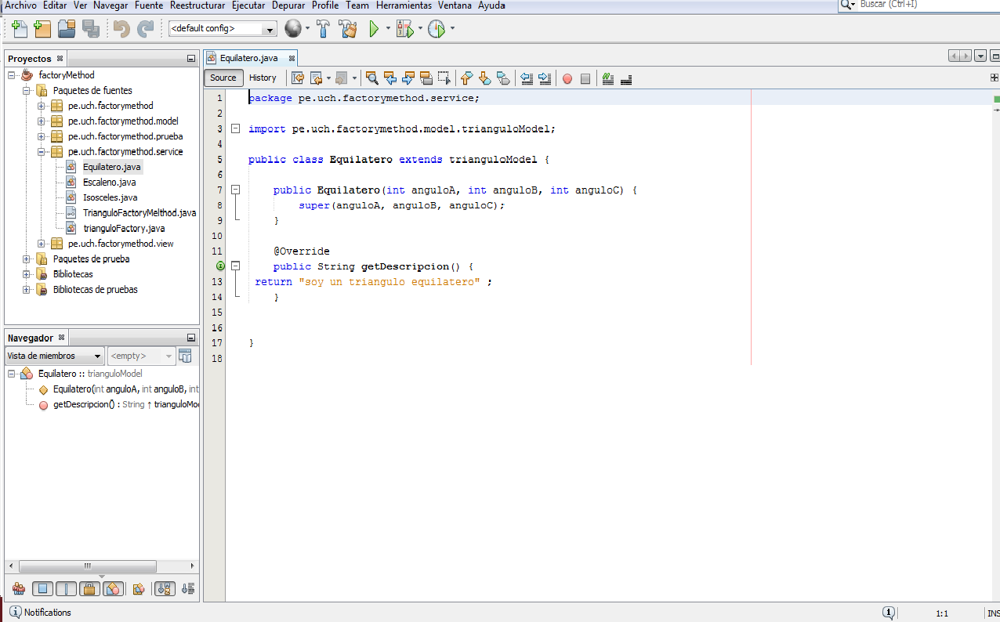 Archivo Editar Ver Navegar Fuente Reestructurar Ejecutar Depurar Profile Team Herramientas Ventana Ayuda
Buscar (Ctrl+I)
<default config>
Proyectos
factoryMethod
Paquetes de fuentes
pe.uch.factorymethod
pe.uch.factorymethod.model
pe.uch.factorymethod.prueba
pe.uch.factorymethod.service
Equilatero.java
Escaleno.java
Isosceles.java
TrianguloFactoryMelthod.java
trianguloFactory.java
pe.uch.factorymethod.view
Paquetes de prueba
Bibliotecas
Bibliotecas de pruebas
Navegador
Vista de miembros
<empty>
Equilatero :: trianguloModel
Equilatero(int anguloA, int anguloB, int
getDescripcion() : String ↑ trianguloMo
Equilatero.java
Source History
1 package pe.uch.factorymethod.service;
2
3 import pe.uch.factorymethod.model.trianguloModel;
4
5 public class Equilatero extends trianguloModel {
6
7 public Equilatero(int anguloA, int anguloB, int anguloC) {
8 super(anguloA, anguloB, anguloC);
9 }
10
11 @Override
public String getDescripcion() {
13 return "soy un triangulo equilatero" ;
14 }
15
16
17 }
18
Notifications
1:1
INS